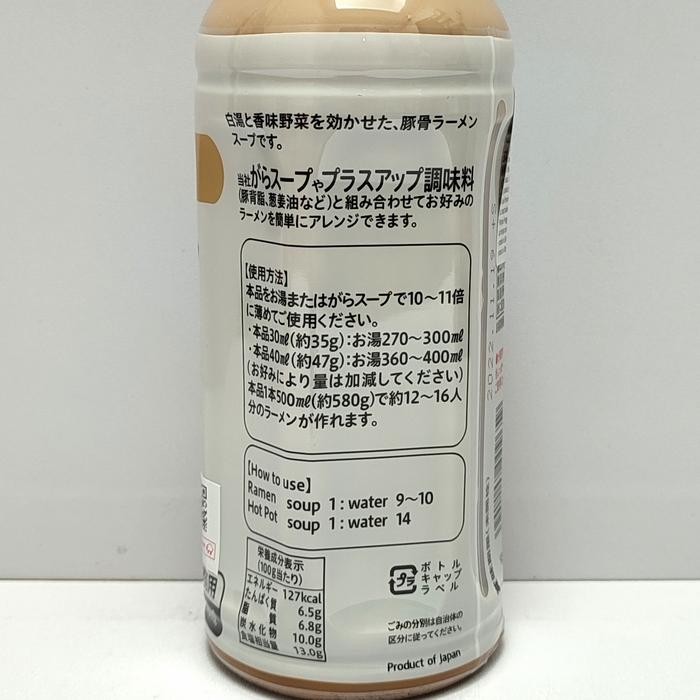 白湯と香味野菜を効かせた、豚骨ラーメン
スープです。
当社がらスープやプラスアップ調味料
(豚背脂、葱姜油など)と組み合わせてお好みの
ラーメンを簡単にアレンジできます。
【使用方法】
本品をお湯またはがらスープで10〜11倍
に薄めてご使用ください。
・本品30㎖(約35g):お湯270〜300㎖
・本品40㎖(約47g):お湯360〜400㎖
(お好みにより量は加減してください)
本品1本500㎖(約580g)で約12〜16人
分のラーメンが作れます。
【How to use】
Ramen soup 1 : water 9〜10
Hot Pot soup 1 : water 14
栄養成分表示
(100g当たり)
エネルギー 127kcal
たんぱく質 6.5g
脂質 6.8g
炭水化物 10.0g
食塩相当量 13.0g
プラ
ボトル
キャップ
ラベル
ごみの分別は自治体の
区分に従ってください。
Product of Japan